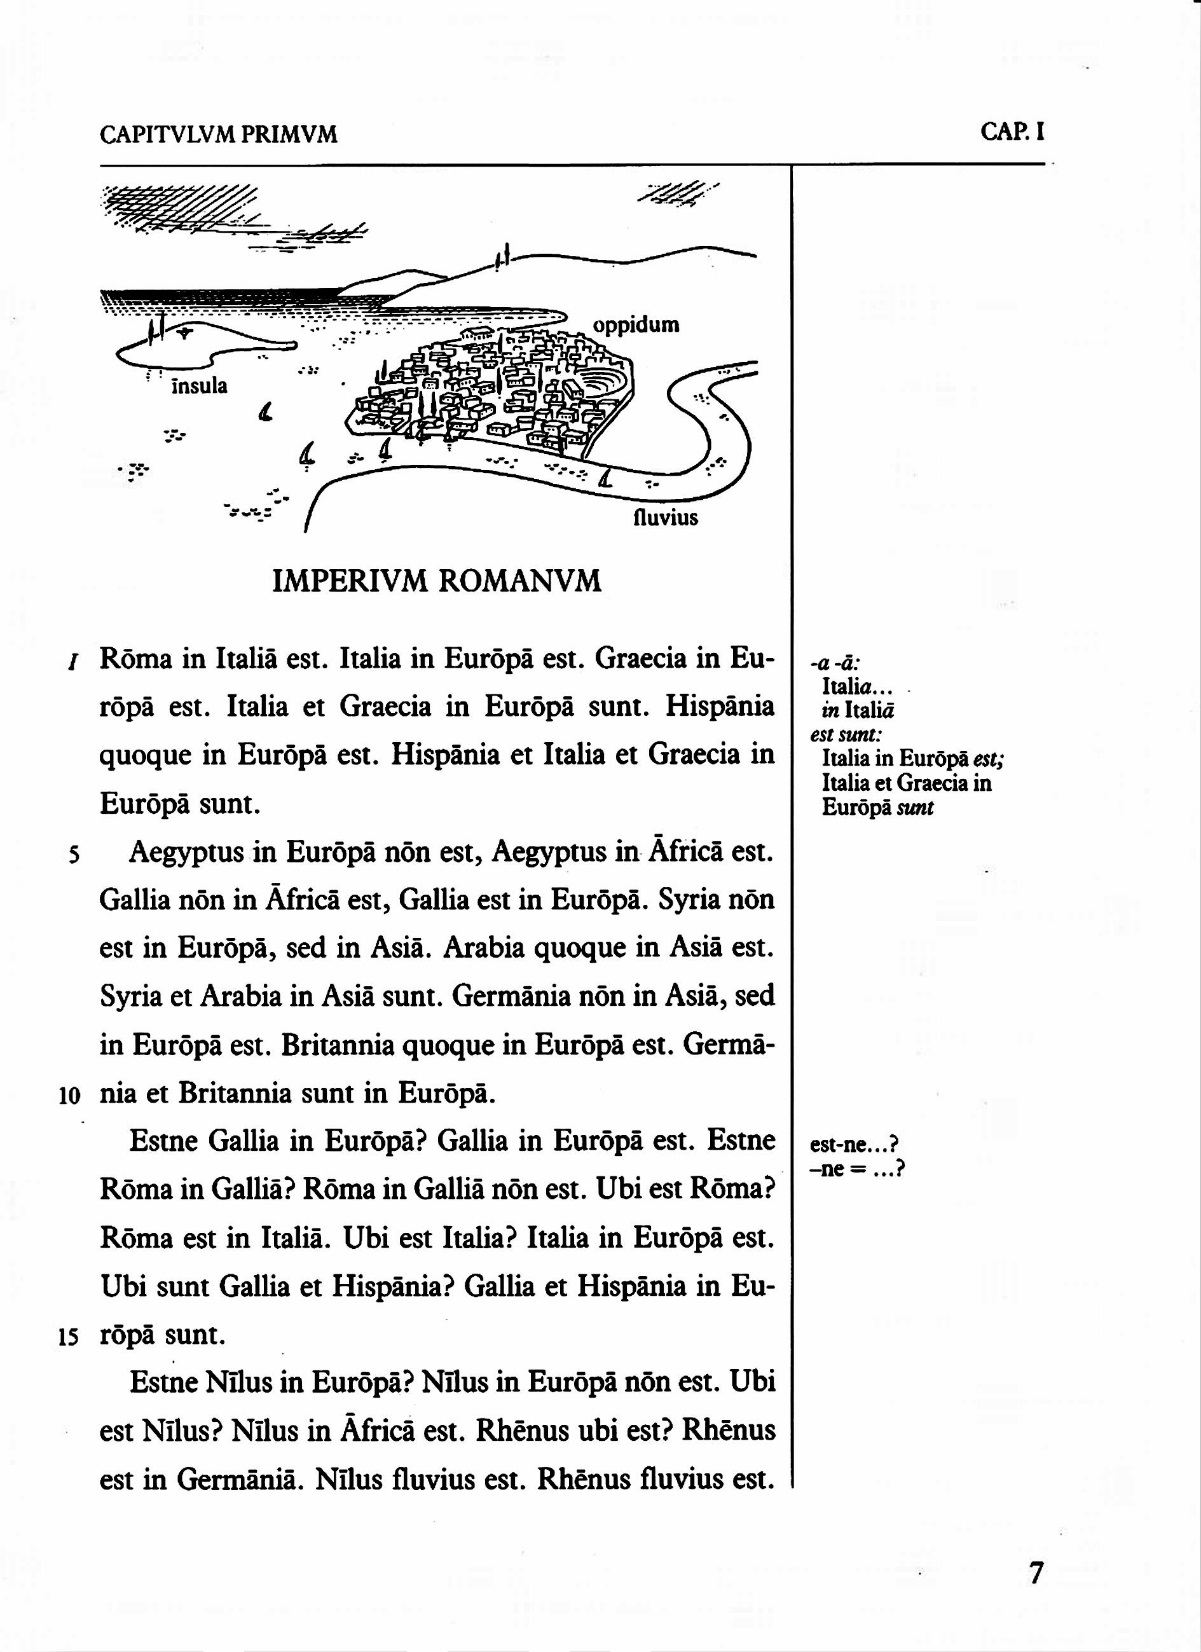 CAPITVLVM PRIMVM
CAP. I
oppidum
īnsula
fluvius
IMPERIVM ROMANVM
I Rōma in Italiā est. Italia in Eurōpā est. Graecia in Eu-
rōpā est. Italia et Graecia in Eurōpā sunt. Hispānia
quoque in Eurōpā est. Hispānia et Italia et Graecia in
Eurōpā sunt.
5 Aegyptus in Eurōpā nōn est, Aegyptus in Āfricā est.
Gallia nōn in Āfricā est, Gallia est in Eurōpā. Syria nōn
est in Eurōpā, sed in Asiā. Arabia quoque in Asiā est.
Syria et Arabia in Asiā sunt. Germānia nōn in Asiā, sed
in Eurōpā est. Britannia quoque in Eurōpā est. Germā-
10 nia et Britannia sunt in Eurōpā.
Estne Gallia in Eurōpā? Gallia in Eurōpā est. Estne
Rōma in Galliā? Rōma in Galliā nōn est. Ubi est Rōma?
Rōma est in Italiā. Ubi est Italia? Italia in Eurōpā est.
Ubi sunt Gallia et Hispānia? Gallia et Hispānia in Eu-
15 rōpā sunt.
Estne Nīlus in Eurōpā? Nīlus in Eurōpā nōn est. Ubi
est Nīlus? Nīlus in Āfricā est. Rhēnus ubi est? Rhēnus
est in Germāniā. Nīlus fluvius est. Rhēnus fluvius est.
-a -ā:
Italia...
in Italiā
est sunt:
Italia in Eurōpā est;
Italia et Graecia in
Eurōpā sunt
est-ne...?
–ne = ...?
7